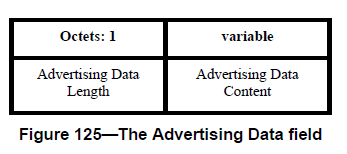 Octets: 1 variable
Advertising Data Advertising Data
Length Content
Figure 125—The Advertising Data field